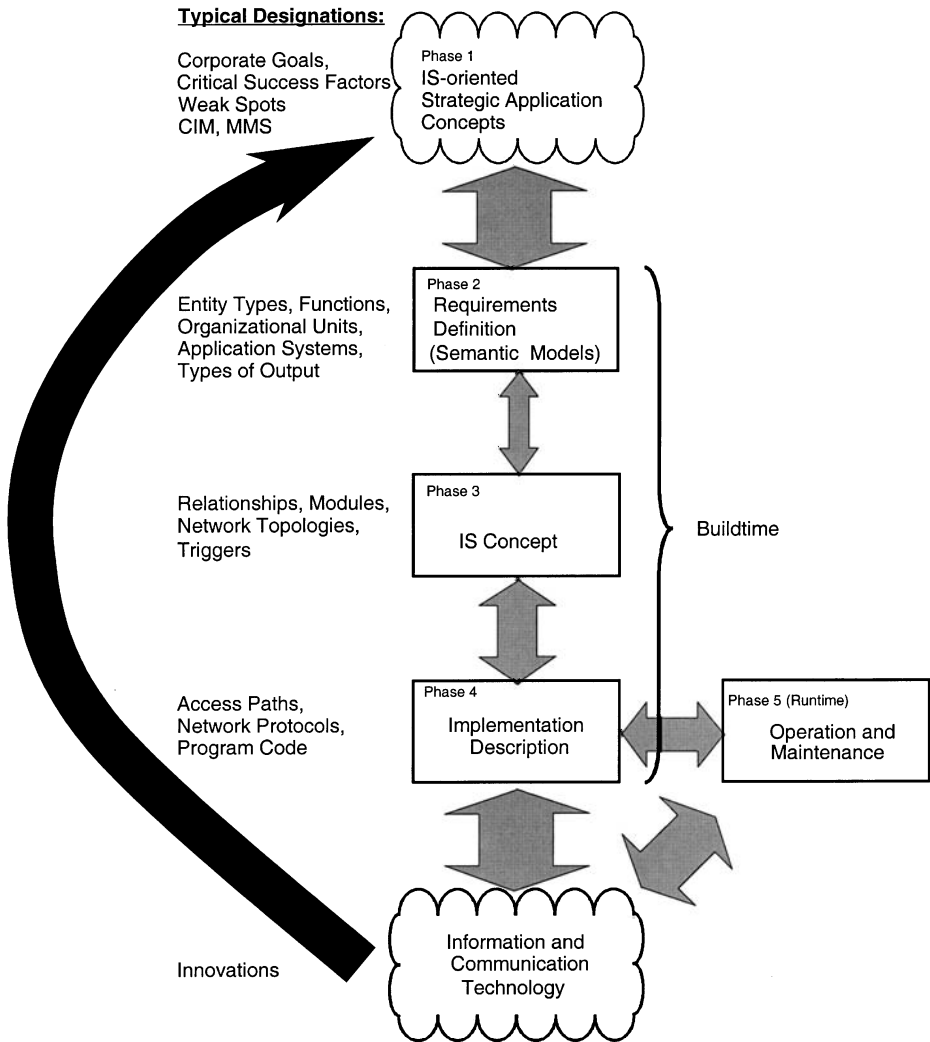 Typical Designations:
Corporate Goals,
Critical Success Factors
Weak Spots
CIM, MMS
Phase 1
IS-oriented
Strategic Application
Concepts
Entity Types, Functions,
Organizational Units,
Application Systems,
Types of Output
Phase 2
Requirements
Definition
(Semantic Models)
Relationships, Modules,
Network Topologies,
Triggers
Phase 3
IS Concept
Buildtime
Access Paths,
Network Protocols,
Program Code
Phase 4
Implementation
Description
Phase 5 (Runtime)
Operation and
Maintenance
Innovations
Information and
Communication
Technology